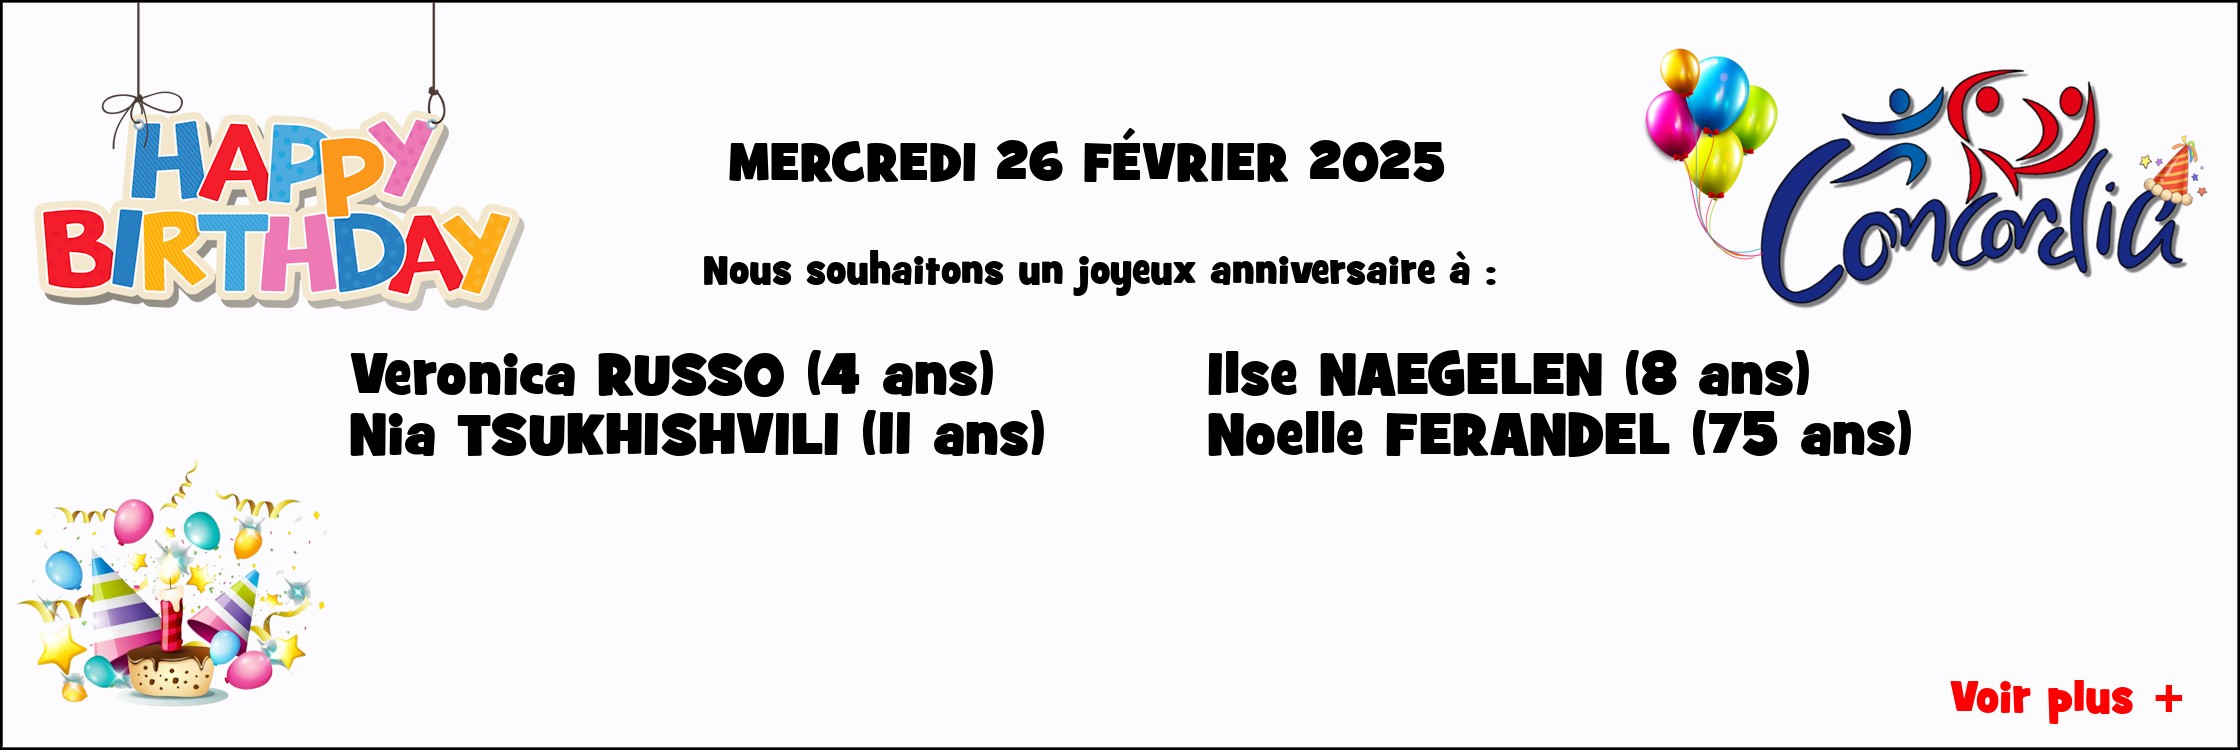 HAPPY
BIRTHDAY
MERCREDI 26 FÉVRIER 2025
Concordia
Nous souhaitons un joyeux anniversaire à :
Veronica RUSSO (4 ans)
Ilse NAEGELEN (8 ans)
Nia TSUKHISHVILI (11 ans)
Noelle FERANDEL (75 ans)
Voir plus +